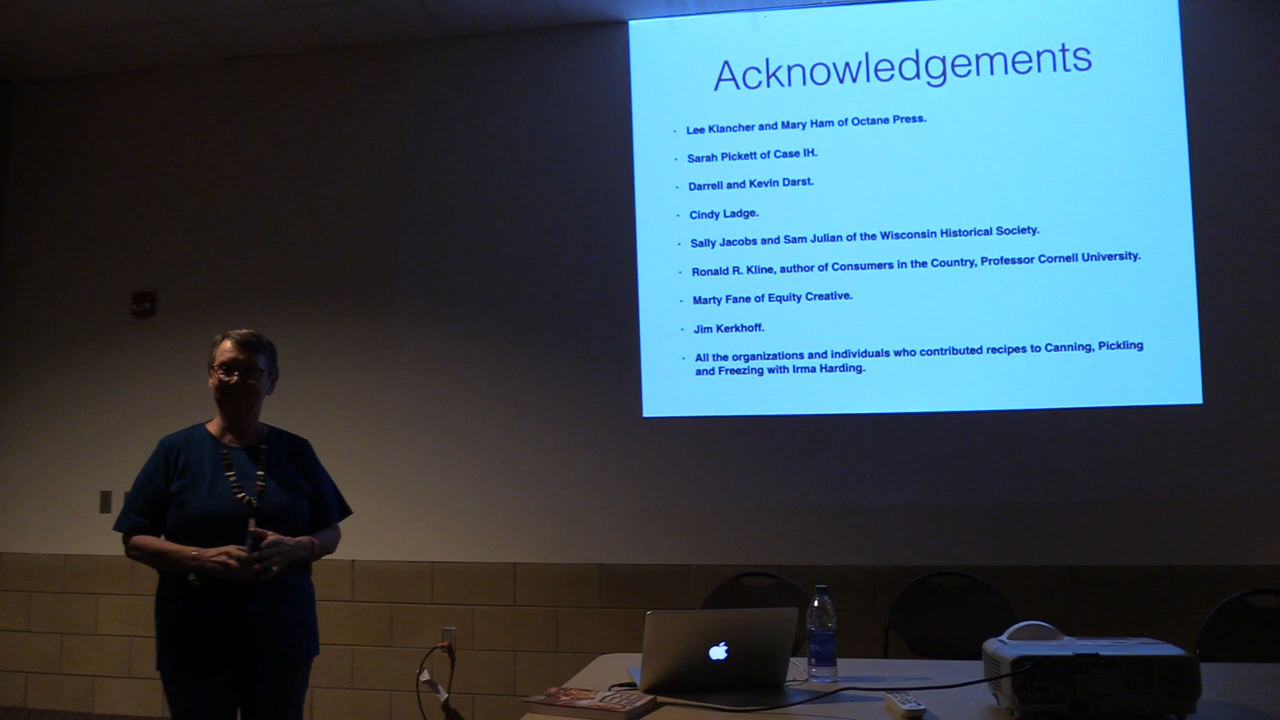 Acknowledgements
· Lee Klancher and Mary Ham of Octane Press.
· Sarah Pickett of Case IH.
· Darrell and Kevin Darst.
· Cindy Ladge.
· Sally Jacobs and Sam Julian of the Wisconsin Historical Society.
· Ronald R. Kline, author of Consumers in the Country, Professor Cornell University.
· Marty Fane of Equity Creative.
· Jim Kerkhoff.
· All the organizations and individuals who contributed recipes to Canning, Pickling
and Freezing with Irma Harding.